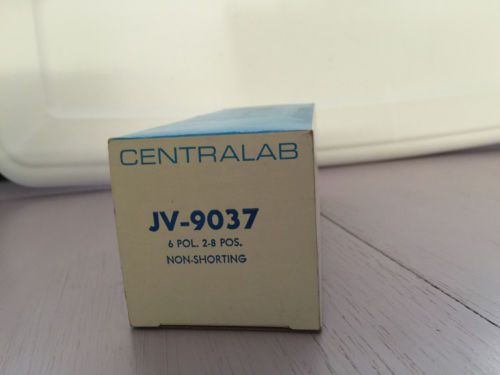 CENTRALAB
JV-9037
6 POL. 2-8 POS.
NON-SHORTING